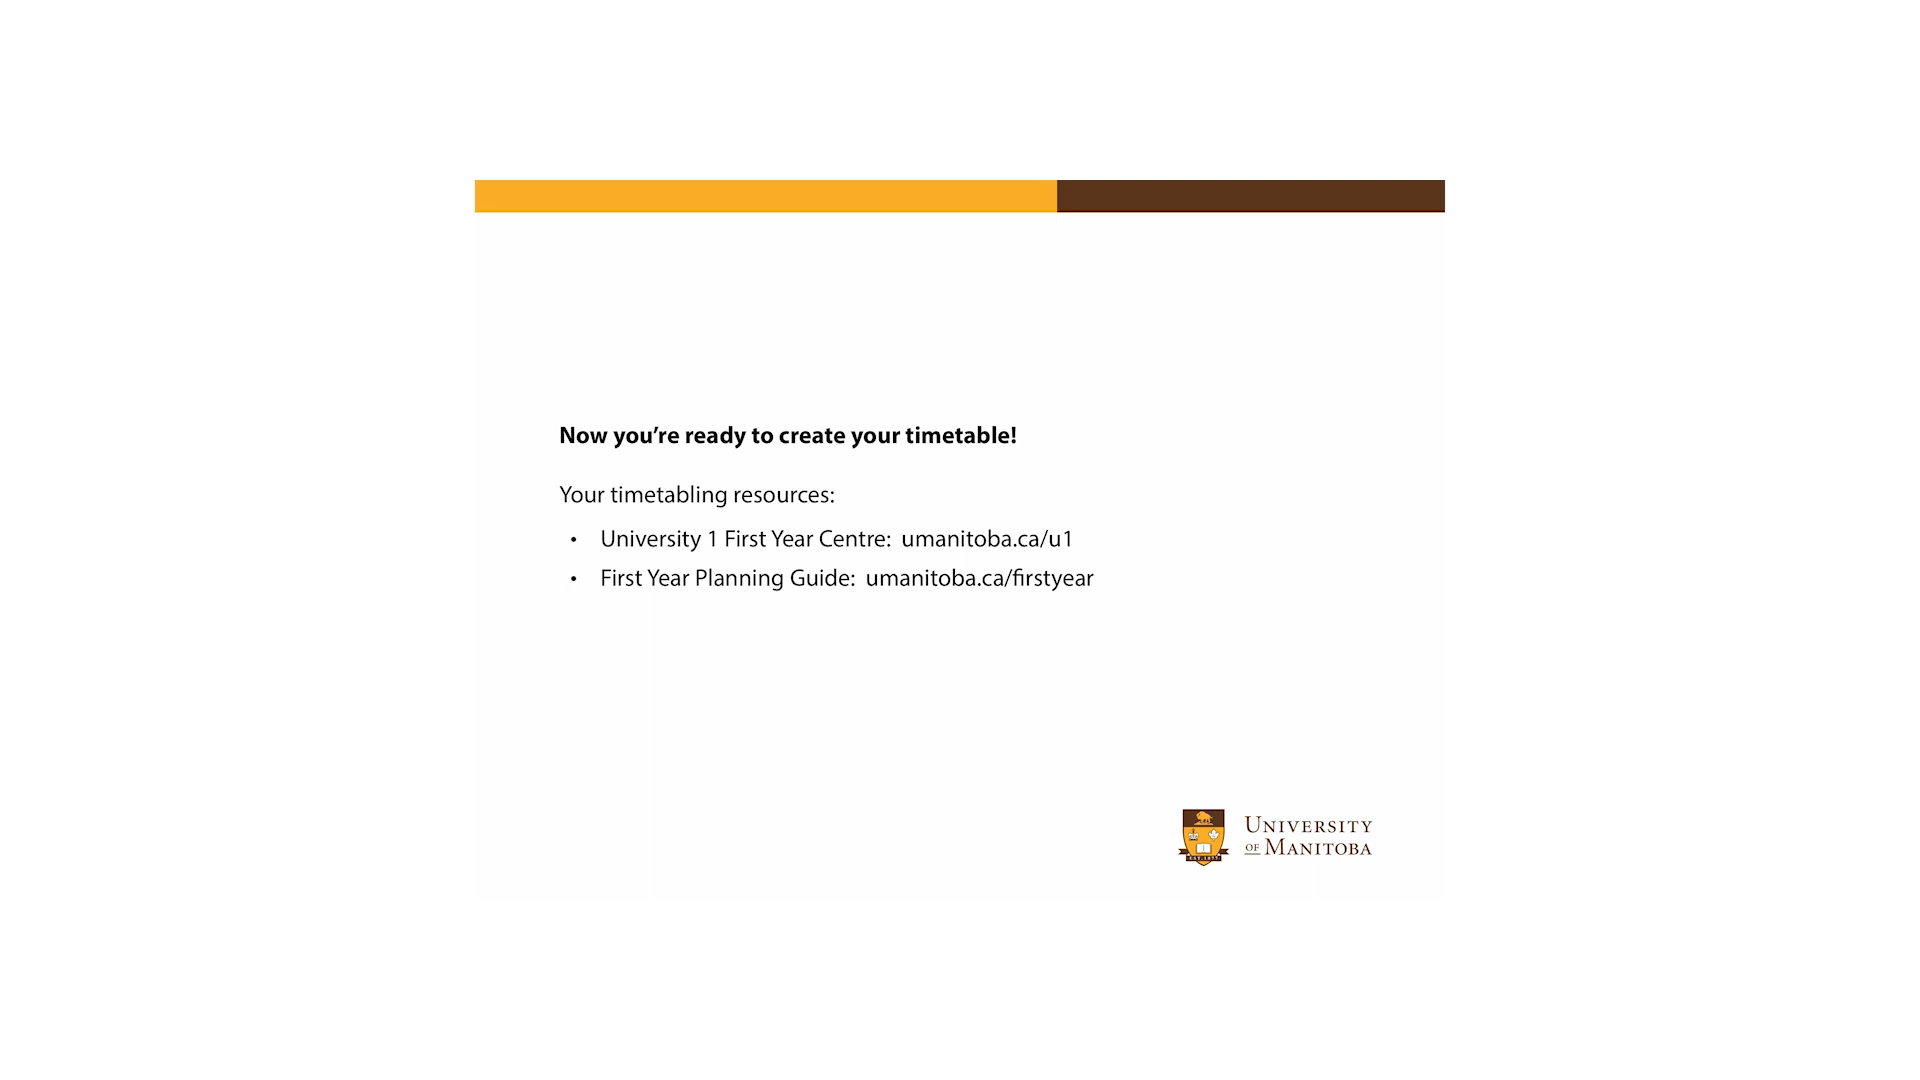 Now you’re ready to create your timetable!
Your timetabling resources:
• University 1 First Year Centre: umanitoba.ca/u1
• First Year Planning Guide: umanitoba.ca/firstyear
UNIVERSITY
OF MANITOBA